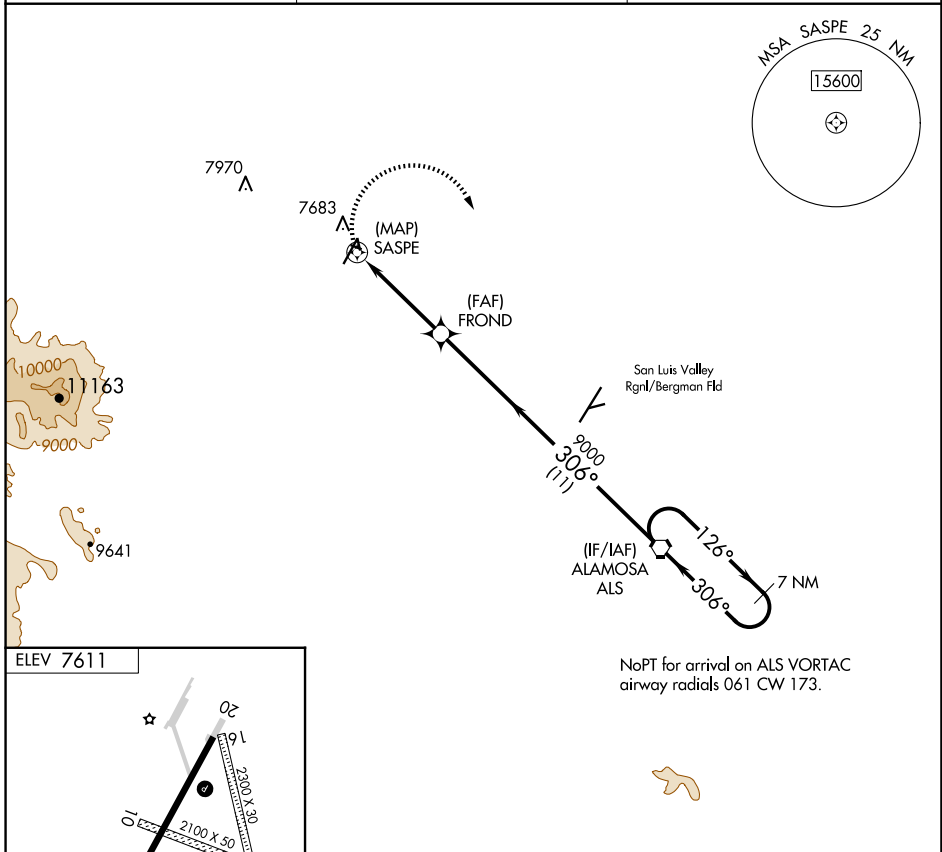 MSA SASPE 25 NM
15600
7970
7683
(MAP)
SASPE
(FAF)
FROND
San Luis Valley
Rgnl/Bergman Fld
10000
11163
9000
9000
306°
(11)
9641
(IF/IAF)
ALAMOSA
ALS
126°
306°
7 NM
NoPT for arrival on ALS VORTAC
airway radials 061 CW 173.
ELEV 7611
20
16
P
2300 X 30
10
2100 X 50